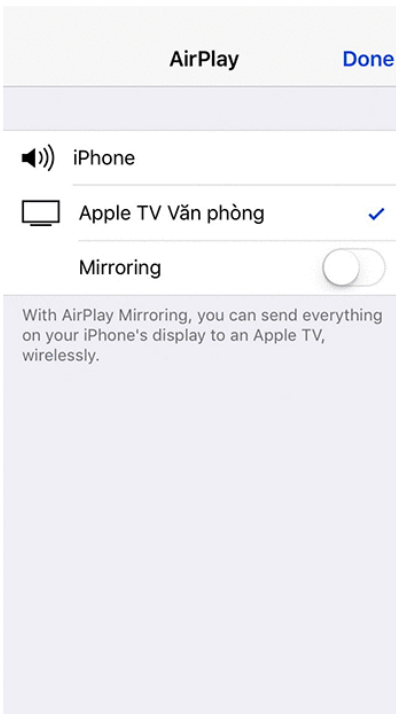 AirPlay Done
iPhone
Apple TV Văn phòng
Mirroring
With AirPlay Mirroring, you can send everything
on your iPhone's display to an Apple TV,
wirelessly.